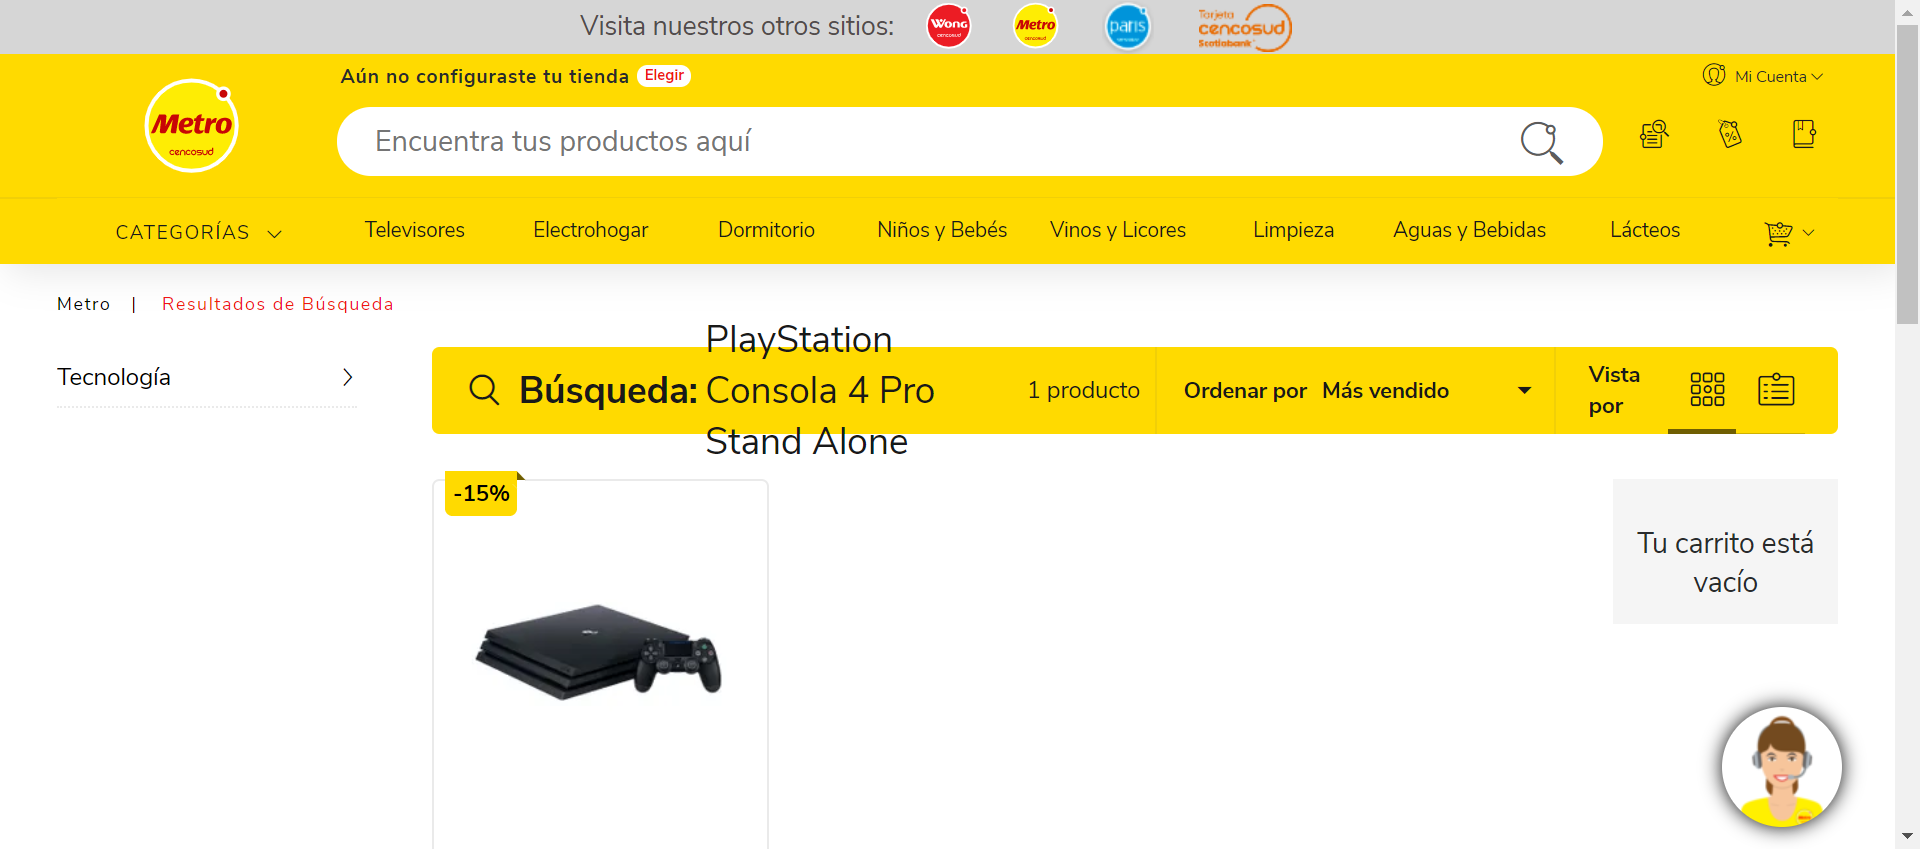 Visita nuestros otros sitios:
Wong
cencosud
Metro
cencosud
paris
Tarjeta
cencosud
Scotiabank
Aún no configuraste tu tienda Elegir
Mi Cuenta
Metro
cencosud
Encuentra tus productos aquí
CATEGORÍAS
Televisores
Electrohogar
Dormitorio
Niños y Bebés
Vinos y Licores
Limpieza
Aguas y Bebidas
Lácteos
Metro | Resultados de Búsqueda
Tecnología
Búsqueda:
PlayStation
Consola 4 Pro
Stand Alone
1 producto
Ordenar por Más vendido
Vista
por
-15%
Tu carrito está
vacío